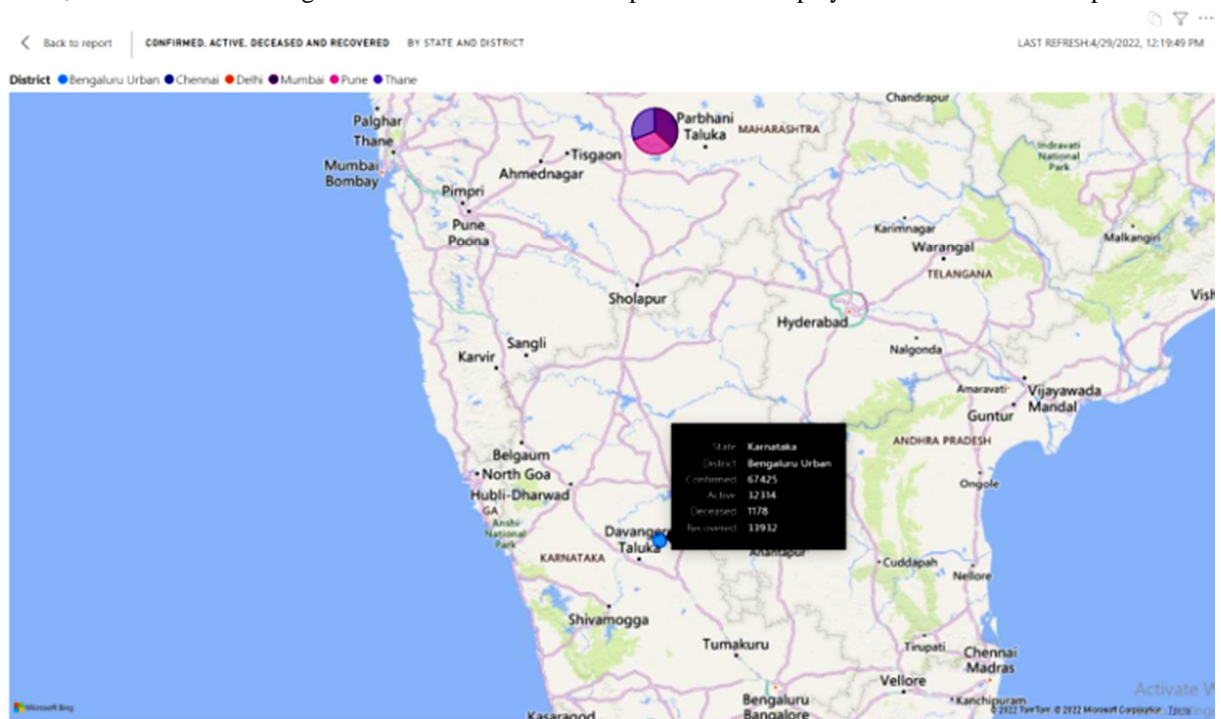 Back to report
CONFIRMED, ACTIVE, DECEASED AND RECOVERED BY STATE AND DISTRICT
LAST REFRESH:4/29/2022, 12:19:49 PM
District Bengaluru Urban Chennai Delhi Mumbai Pune Thane
Chandrapur
Palghar
Thane
Mumbai
Bombay
Parbhani
Taluka
MAHARASHTRA
Tisgaon
Ahmednagar
Indravati
National
Park
Pimpri
Pune
Poona
Karimnagar
Warangal
Malkangiri
TELANGANA
Sholapur
Vish
Hyderabad
Sangli
Karvir
Nalgonda
Amaravati
Vijayawada
Mandal
Guntur
ANDHRA PRADESH
State Karnataka
District Bengaluru Urban
Confirmed 67425
Active 32314
Deceased 1178
Recovered 33932
Belgaum
North Goa
Hubli-Dharwad
GA
Anshi
National
Park
Ongole
Davanger
Taluka
KARNATAKA
Anantapur
Cuddapah
Nellore
Shivamogga
Tumakuru
Tirupati
Chennai
Madras
Vellore
Kanchipuram
Bengaluru
Bangalore
Kasaragod
Activate W
Microsoft Bing
© 2022 TomTom © 2022 Microsoft Corporation Terms